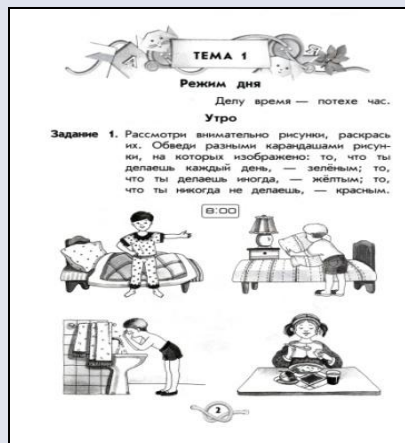 ТЕМА 1
Режим дня
Делу время — потехе час.
Утро
Задание 1. Рассмотри внимательно рисунки, раскрась
их. Обведи разными карандашами рисун-
ки, на которых изображено: то, что ты
делаешь каждый день, — зелёным; то,
что ты делаешь иногда, — жёлтым; то,
что ты никогда не делаешь, — красным.
8:00
2